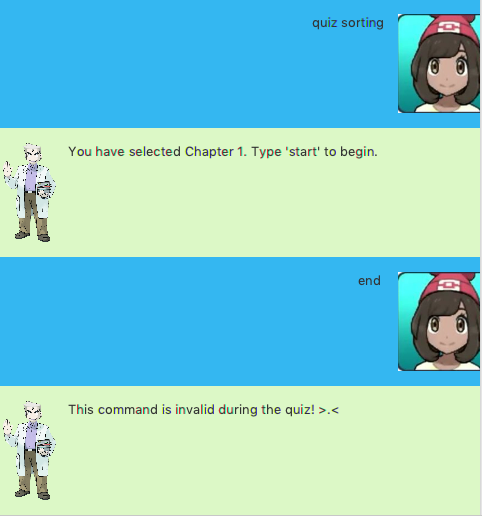 quiz sorting
You have selected Chapter 1. Type 'start' to begin.
end
This command is invalid during the quiz! >.<